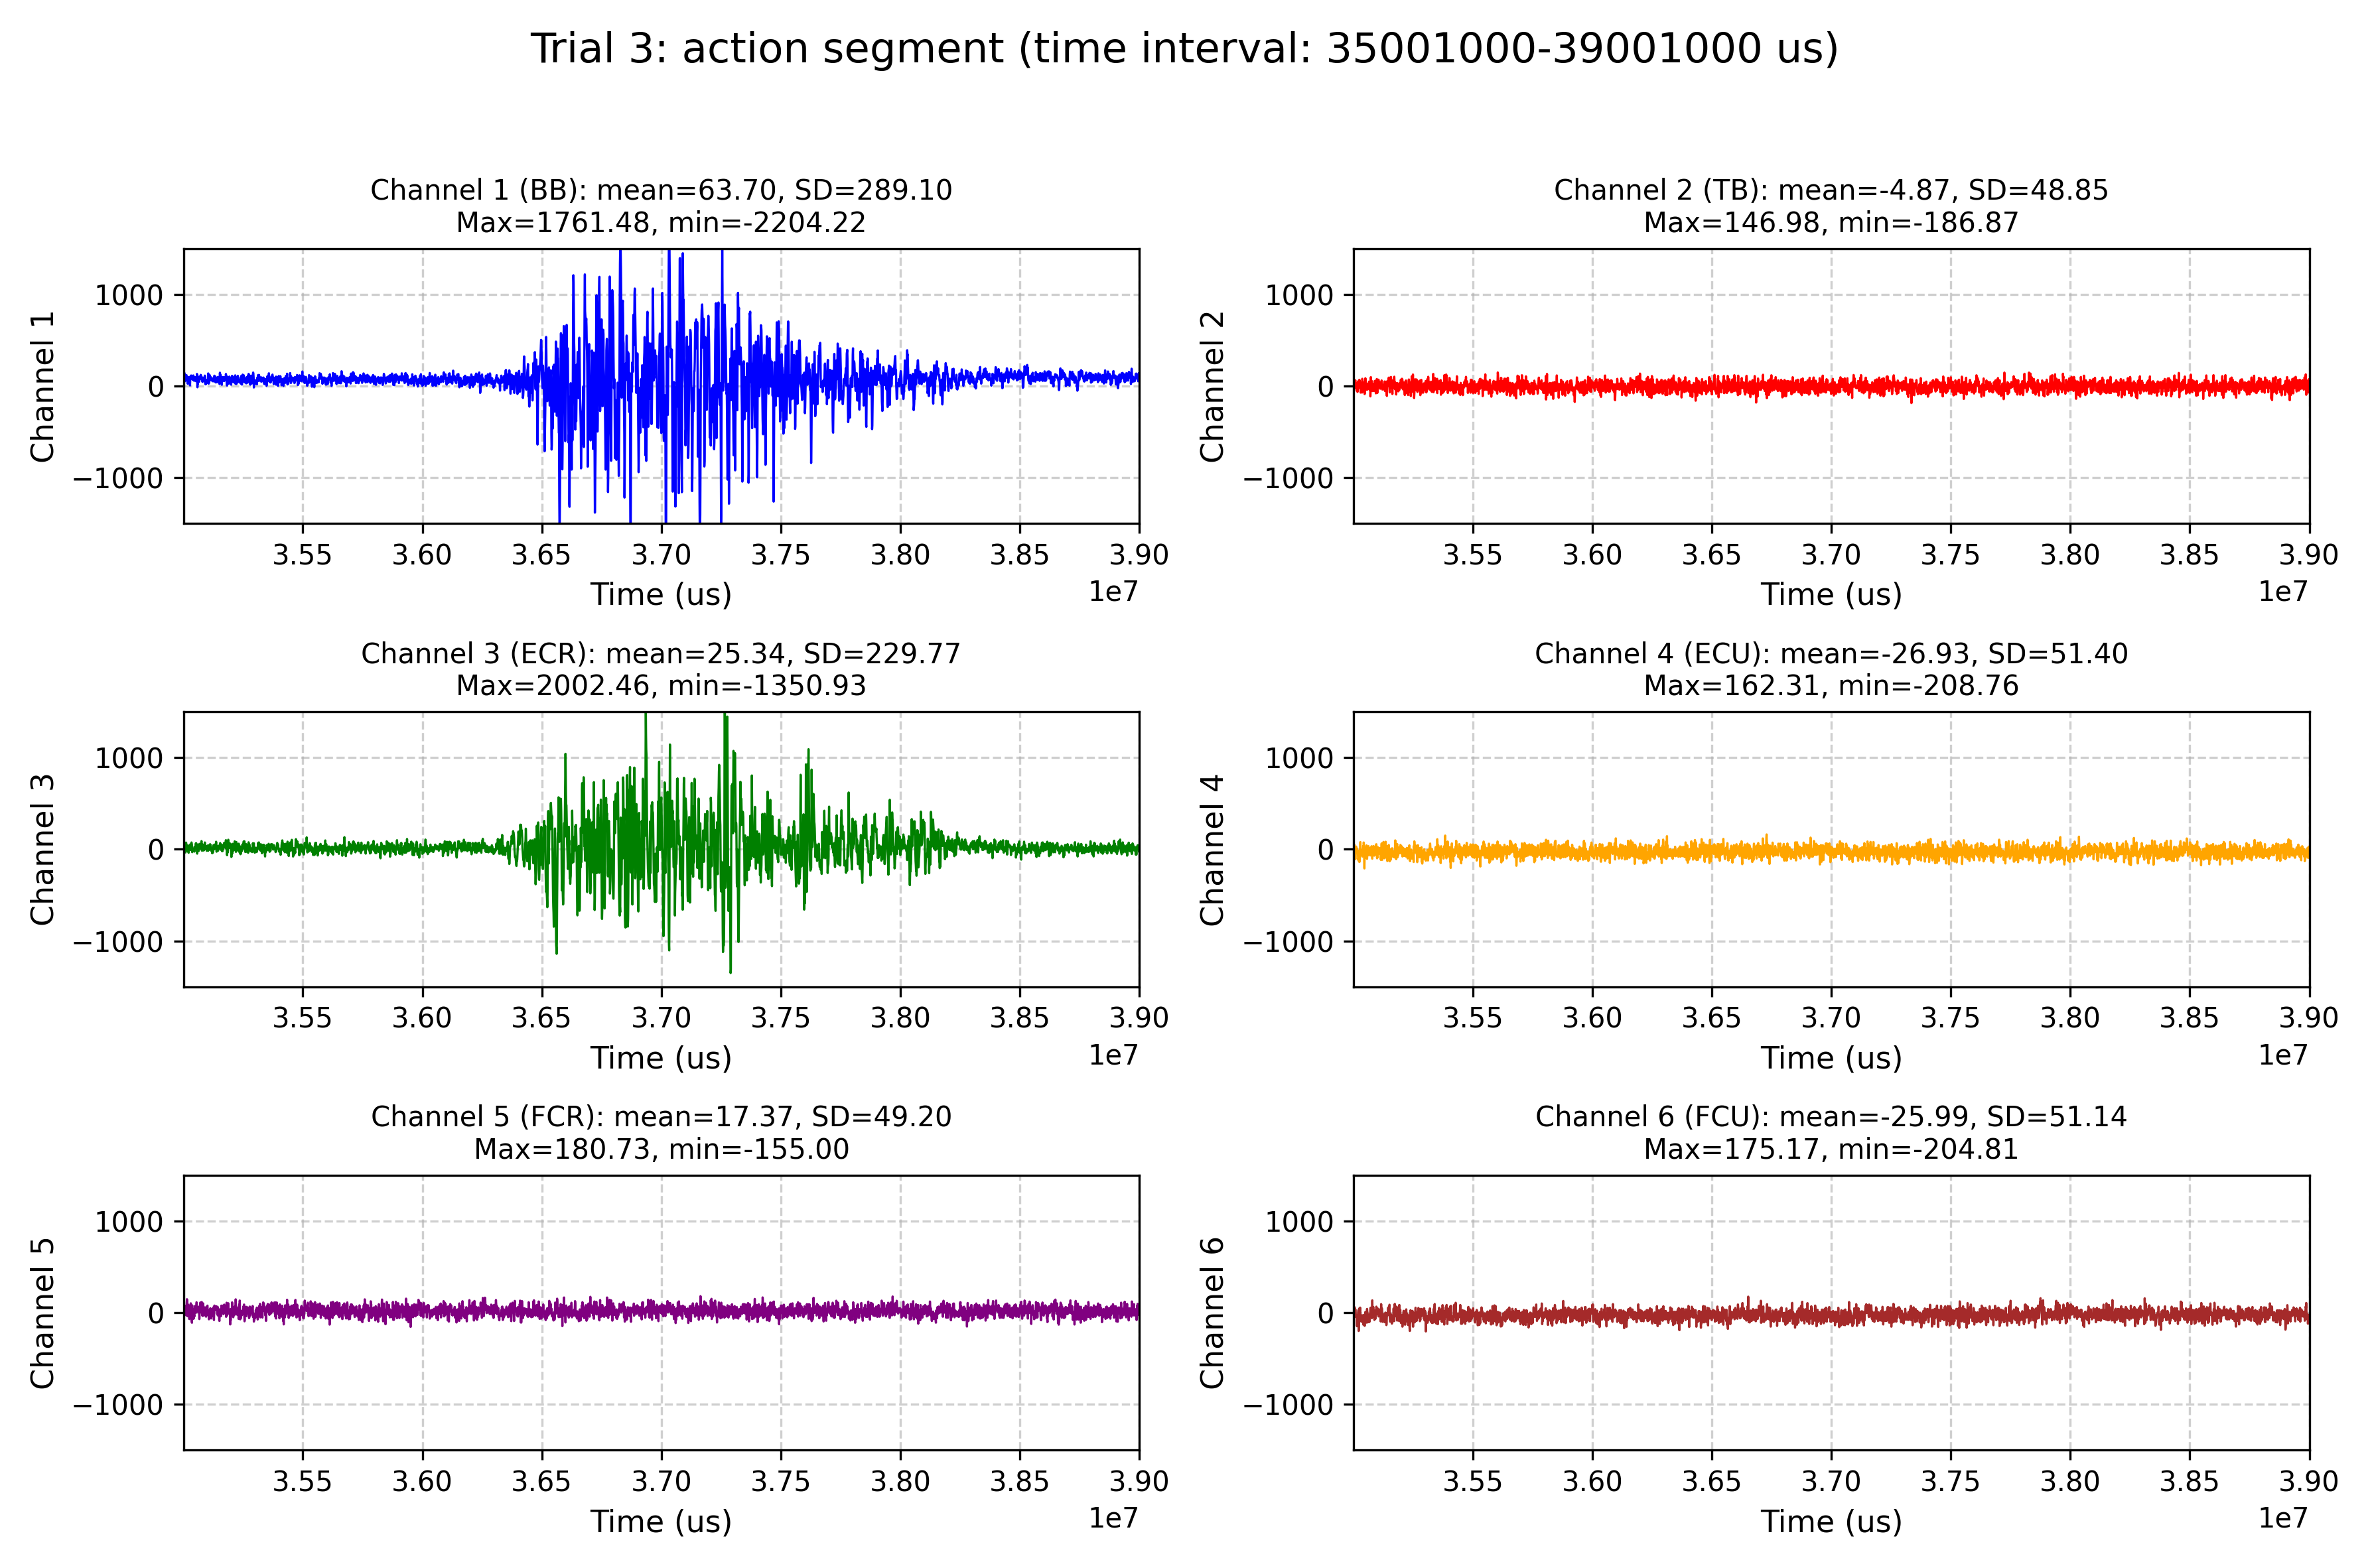 Trial 3: action segment (time interval: 35001000-39001000 us)
Channel 1 (BB): mean=63.70, SD=289.10
Max=1761.48, min=-2204.22
Channel 1
1000
0
−1000
3.55 3.60 3.65 3.70 3.75 3.80 3.85 3.90
1e7
Time (us)
Channel 2 (TB): mean=-4.87, SD=48.85
Max=146.98, min=-186.87
Channel 2
1000
0
−1000
3.55 3.60 3.65 3.70 3.75 3.80 3.85 3.90
1e7
Time (us)
Channel 3 (ECR): mean=25.34, SD=229.77
Max=2002.46, min=-1350.93
Channel 3
1000
0
−1000
3.55 3.60 3.65 3.70 3.75 3.80 3.85 3.90
1e7
Time (us)
Channel 4 (ECU): mean=-26.93, SD=51.40
Max=162.31, min=-208.76
Channel 4
1000
0
−1000
3.55 3.60 3.65 3.70 3.75 3.80 3.85 3.90
1e7
Time (us)
Channel 5 (FCR): mean=17.37, SD=49.20
Max=180.73, min=-155.00
Channel 5
1000
0
−1000
3.55 3.60 3.65 3.70 3.75 3.80 3.85 3.90
1e7
Time (us)
Channel 6 (FCU): mean=-25.99, SD=51.14
Max=175.17, min=-204.81
Channel 6
1000
0
−1000
3.55 3.60 3.65 3.70 3.75 3.80 3.85 3.90
1e7
Time (us)